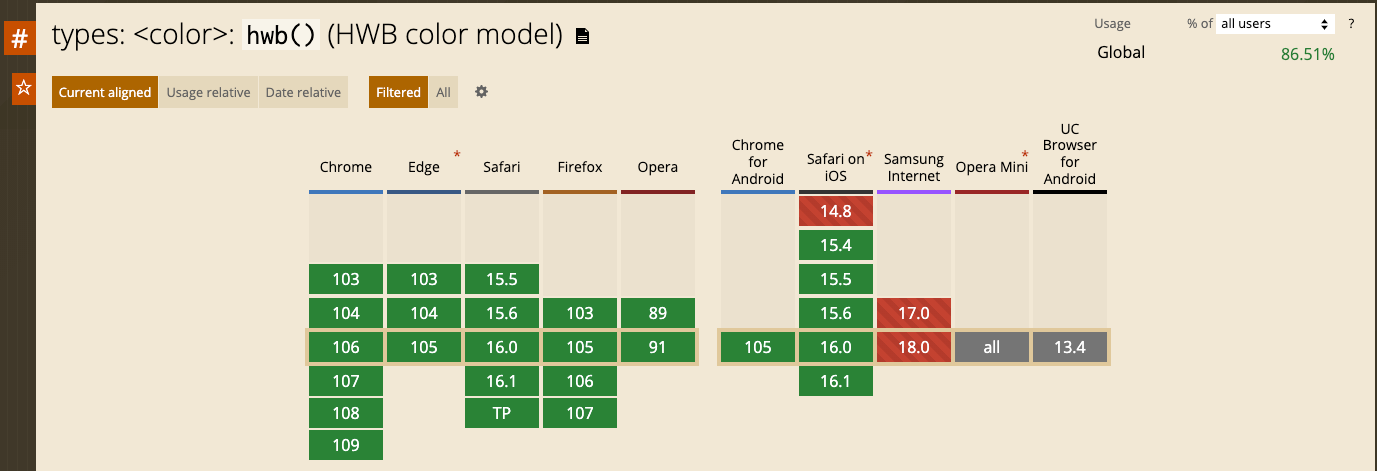 #
types: <color>: hwb() (HWB color model)
Usage % of all users ?
Global 86.51%
Current aligned Usage relative Date relative Filtered All
Chrome Edge * Safari Firefox Opera Chrome for Android Safari on iOS * Samsung Internet Opera Mini * UC Browser for Android
14.8
15.4
103 103 15.5 15.5
104 104 15.6 103 89 15.6 17.0
106 105 16.0 105 91 105 16.0 18.0 all 13.4
107 16.1 106 16.1
108 TP 107
109